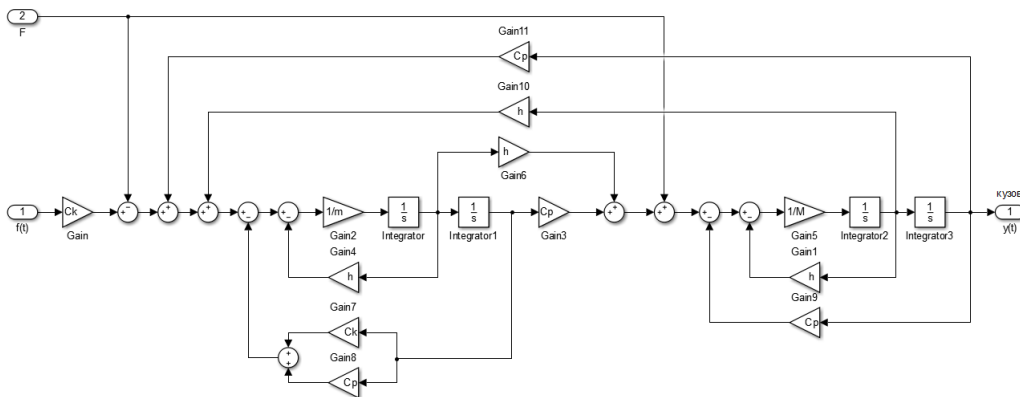 2
F
Gain11
Cp
Gain10
h
h
Gain6
кузов
1
f(t)
Ck
Gain
+
-
+
+
+
+
+
-
+
-
1/m
Gain2
1
s
Integrator
1
s
Integrator1
Cp
Gain3
+
+
+
+
+
-
+
-
1/M
Gain5
1
s
Integrator2
1
s
Integrator3
1
y(t)
Gain4
h
Gain1
h
Gain7
Ck
Gain9
Cp
+
+
Gain8
Cp